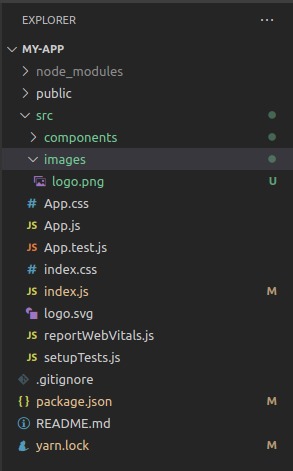 EXPLORER ...
MY-APP
node_modules
public
src
components
images
logo.png U
# App.css
JS App.js
JS App.test.js
# index.css
JS index.js M
logo.svg
JS reportWebVitals.js
JS setupTests.js
.gitignore
{} package.json M
README.md
yarn.lock M